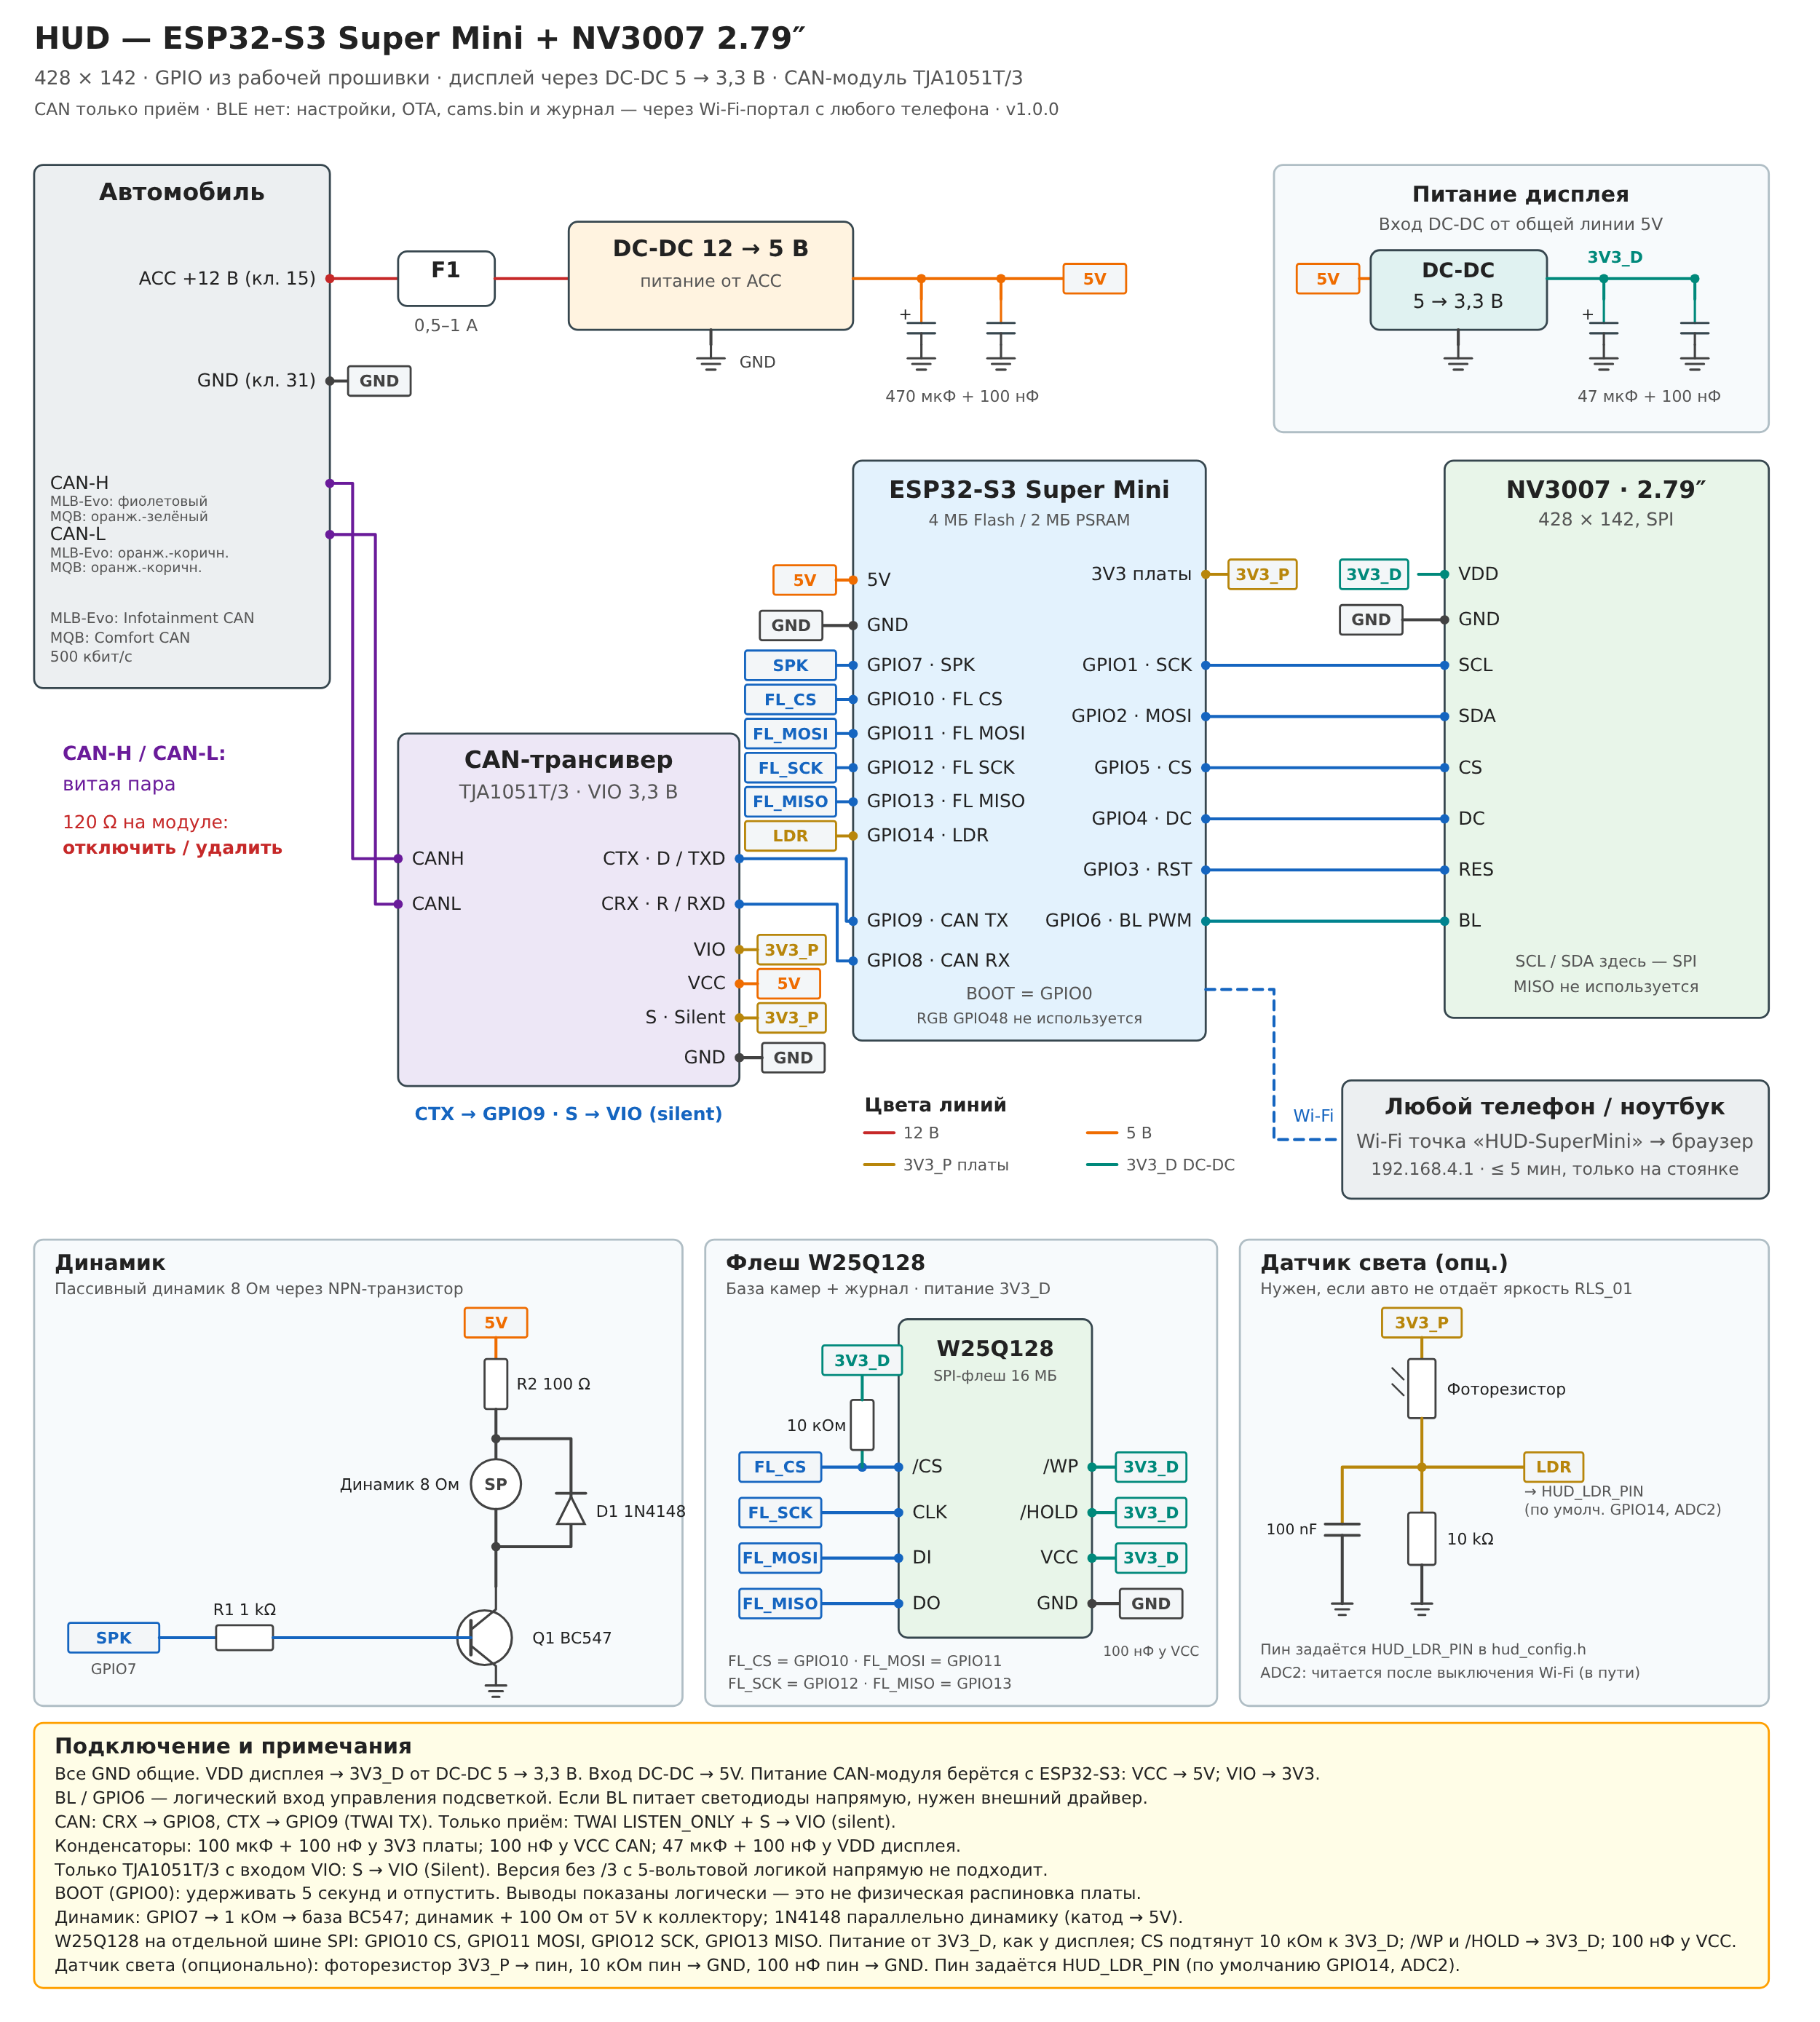 HUD — ESP32-S3 Super Mini + NV3007 2.79″
428 × 142 · GPIO из рабочей прошивки · дисплей через DC-DC 5 → 3,3 В · CAN-модуль TJA1051T/3
CAN только приём · BLE нет: настройки, OTA, cams.bin и журнал — через Wi-Fi-портал с любого телефона · v1.0.0
Автомобиль
ACC +12 В (кл. 15)
GND (кл. 31)
GND
CAN-H
MLB-Evo: фиолетовый
MQB: оранж.-зелёный
CAN-L
MLB-Evo: оранж.-коричн.
MQB: оранж.-коричн.
MLB-Evo: Infotainment CAN
MQB: Comfort CAN
500 кбит/с
F1
0,5–1 А
DC-DC 12 → 5 В
питание от ACC
GND
5V
+
470 мкФ + 100 нФ
Питание дисплея
Вход DC-DC от общей линии 5V
5V
DC-DC
5 → 3,3 В
3V3_D
+
47 мкФ + 100 нФ
CAN-H / CAN-L:
витая пара
120 Ω на модуле:
отключить / удалить
CAN-трансивер
TJA1051T/3 · VIO 3,3 В
CANH
CANL
CTX · D / TXD
CRX · R / RXD
VIO
3V3_P
VCC
5V
S · Silent
3V3_P
GND
GND
CTX → GPIO9 · S → VIO (silent)
ESP32-S3 Super Mini
4 МБ Flash / 2 МБ PSRAM
5V
5V
GND
GND
SPK
GPIO7 · SPK
FL_CS
GPIO10 · FL CS
FL_MOSI
GPIO11 · FL MOSI
FL_SCK
GPIO12 · FL SCK
FL_MISO
GPIO13 · FL MISO
LDR
GPIO14 · LDR
GPIO9 · CAN TX
GPIO8 · CAN RX
3V3 платы
3V3_P
GPIO1 · SCK
GPIO2 · MOSI
GPIO5 · CS
GPIO4 · DC
GPIO3 · RST
GPIO6 · BL PWM
BOOT = GPIO0
RGB GPIO48 не используется
NV3007 · 2.79″
428 × 142, SPI
3V3_D
VDD
GND
GND
SCL
SDA
CS
DC
RES
BL
SCL / SDA здесь — SPI
MISO не используется
Цвета линий
12 В
5 В
3V3_P платы
3V3_D DC-DC
Wi-Fi
Любой телефон / ноутбук
Wi-Fi точка «HUD-SuperMini» → браузер
192.168.4.1 · ≤ 5 мин, только на стоянке
Динамик
Пассивный динамик 8 Ом через NPN-транзистор
5V
R2 100 Ω
Динамик 8 Ом
SP
D1 1N4148
R1 1 kΩ
SPK
GPIO7
Q1 BC547
Флеш W25Q128
База камер + журнал · питание 3V3_D
3V3_D
W25Q128
SPI-флеш 16 МБ
10 кОм
FL_CS
/CS
/WP
3V3_D
FL_SCK
CLK
/HOLD
3V3_D
FL_MOSI
DI
VCC
3V3_D
FL_MISO
DO
GND
GND
100 нФ у VCC
FL_CS = GPIO10 · FL_MOSI = GPIO11
FL_SCK = GPIO12 · FL_MISO = GPIO13
Датчик света (опц.)
Нужен, если авто не отдаёт яркость RLS_01
3V3_P
Фоторезистор
LDR
→ HUD_LDR_PIN
(по умолч. GPIO14, ADC2)
100 nF
10 kΩ
Пин задаётся HUD_LDR_PIN в hud_config.h
ADC2: читается после выключения Wi-Fi (в пути)
Подключение и примечания
Все GND общие. VDD дисплея → 3V3_D от DC-DC 5 → 3,3 В. Вход DC-DC → 5V. Питание CAN-модуля берётся с ESP32-S3: VCC → 5V; VIO → 3V3.
BL / GPIO6 — логический вход управления подсветкой. Если BL питает светодиоды напрямую, нужен внешний драйвер.
CAN: CRX → GPIO8, CTX → GPIO9 (TWAI TX). Только приём: TWAI LISTEN_ONLY + S → VIO (silent).
Конденсаторы: 100 мкФ + 100 нФ у 3V3 платы; 100 нФ у VCC CAN; 47 мкФ + 100 нФ у VDD дисплея.
Только TJA1051T/3 с входом VIO: S → VIO (Silent). Версия без /3 с 5-вольтовой логикой напрямую не подходит.
BOOT (GPIO0): удерживать 5 секунд и отпустить. Выводы показаны логически — это не физическая распиновка платы.
Динамик: GPIO7 → 1 кОм → база BC547; динамик + 100 Ом от 5V к коллектору; 1N4148 параллельно динамику (катод → 5V).
W25Q128 на отдельной шине SPI: GPIO10 CS, GPIO11 MOSI, GPIO12 SCK, GPIO13 MISO. Питание от 3V3_D, как у дисплея; CS подтянут 10 кОм к 3V3_D; /WP и /HOLD → 3V3_D; 100 нФ у VCC.
Датчик света (опционально): фоторезистор 3V3_P → пин, 10 кОм пин → GND, 100 нФ пин → GND. Пин задаётся HUD_LDR_PIN (по умолчанию GPIO14, ADC2).